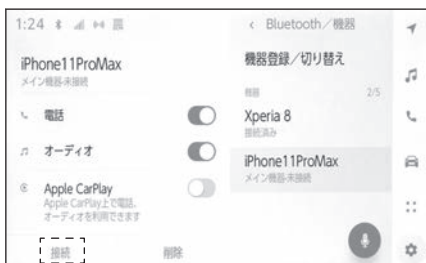 1:24
iPhone11ProMax
メイン機器-未接続
電話
オーディオ
Apple CarPlay
Apple CarPlay上で電話、
オーディオを利用できます
接続 削除
< Bluetooth／機器
機器登録／切り替え
機器 2/5
Xperia 8
接続済み
iPhone11ProMax
メイン機器-未接続